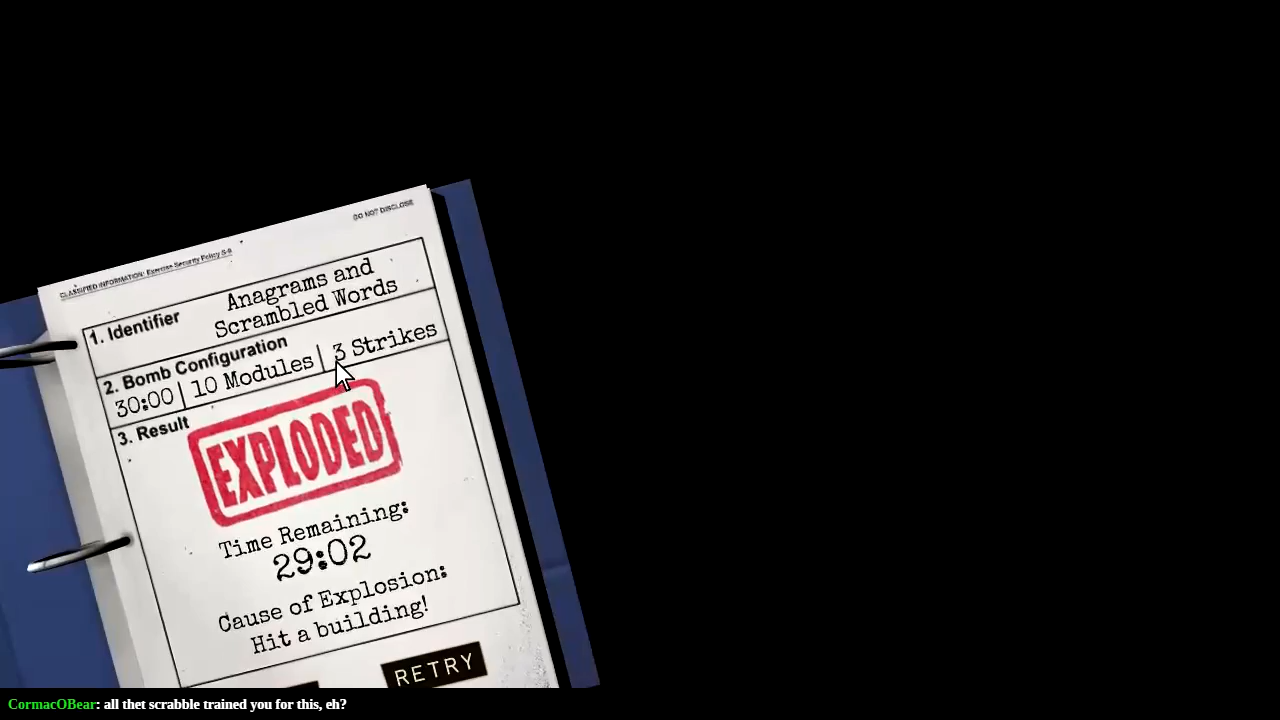 DO NOT DISCLOSE
CLASSIFIED INFORMATION: Exercise Security Policy S-9
1. Identifier
Anagrams and
Scrambled Words
2. Bomb Configuration
30:00 | 10 Modules | 3 Strikes
3. Result
EXPLODED
Time Remaining:
29:02
Cause of Explosion:
Hit a building!
RETRY
CormacOBear: all thet scrabble trained you for this, eh?